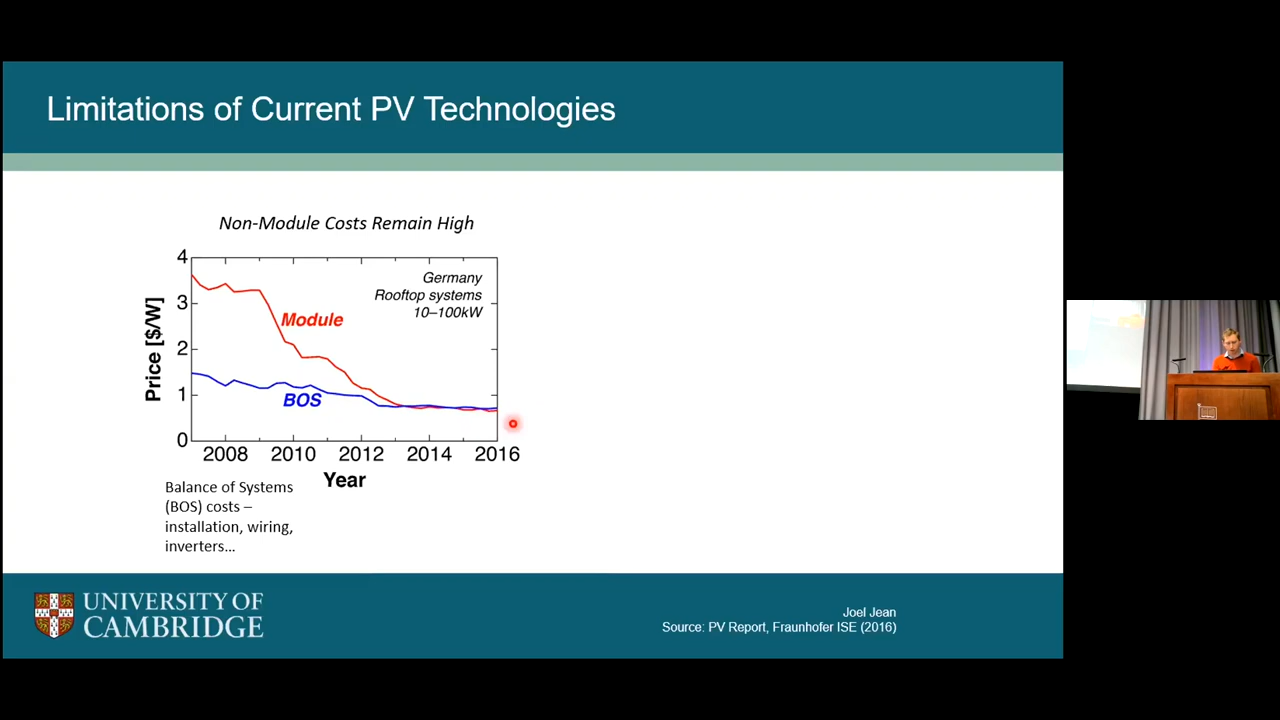 Limitations of Current PV Technologies
Non-Module Costs Remain High
4
3
2
1
0
Price [$/W]
Germany
Rooftop systems
10–100kW
Module
BOS
2008 2010 2012 2014 2016
Year
Balance of Systems
(BOS) costs –
installation, wiring,
inverters…
UNIVERSITY OF
CAMBRIDGE
Joel Jean
Source: PV Report, Fraunhofer ISE (2016)